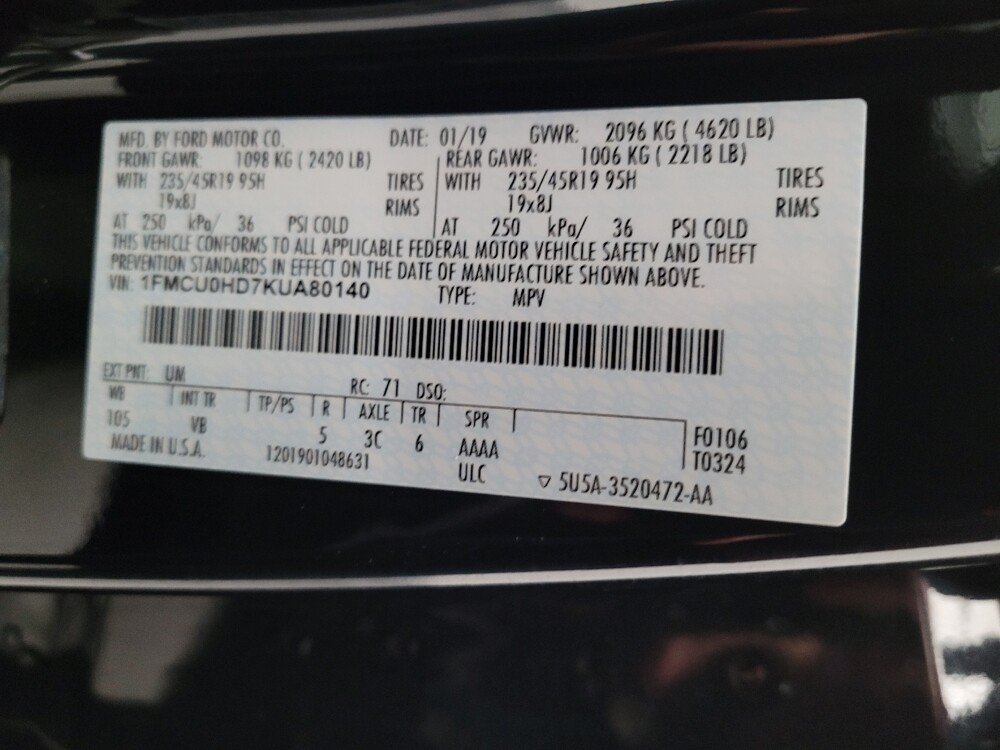 MFD. BY FORD MOTOR CO. DATE: 01/19 GVWR: 2096 KG ( 4620 LB)
FRONT GAWR: 1098 KG ( 2420 LB) REAR GAWR: 1006 KG ( 2218 LB)
WITH 235/45R19 95H TIRES WITH 235/45R19 95H TIRES
19x8J RIMS 19x8J RIMS
AT 250 kPa/ 36 PSI COLD AT 250 kPa/ 36 PSI COLD
THIS VEHICLE CONFORMS TO ALL APPLICABLE FEDERAL MOTOR VEHICLE SAFETY AND THEFT
PREVENTION STANDARDS IN EFFECT ON THE DATE OF MANUFACTURE SHOWN ABOVE.
VIN: 1FMCU0HD7KUA80140 TYPE: MPV
EXT PNT: UM RC: 71 DSO:
WB INT TR TP/PS R AXLE TR SPR
105 VB 5 3C 6 AAAA F0106
MADE IN U.S.A. 1201901048631 ULC T0324
▽ 5U5A-3520472-AA